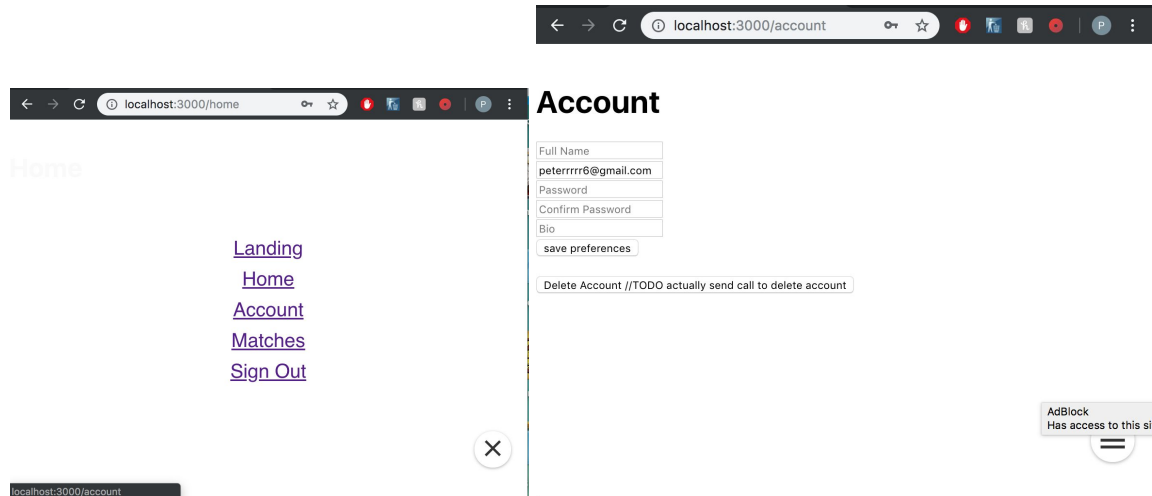 localhost:3000/home
Home
Landing
Home
Account
Matches
Sign Out
localhost:3000/account
localhost:3000/account
P
P
Account
Full Name
peterrrrr6@gmail.com
Password
Confirm Password
Bio
save preferences
Delete Account //TODO actually send call to delete account
AdBlock
Has access to this si